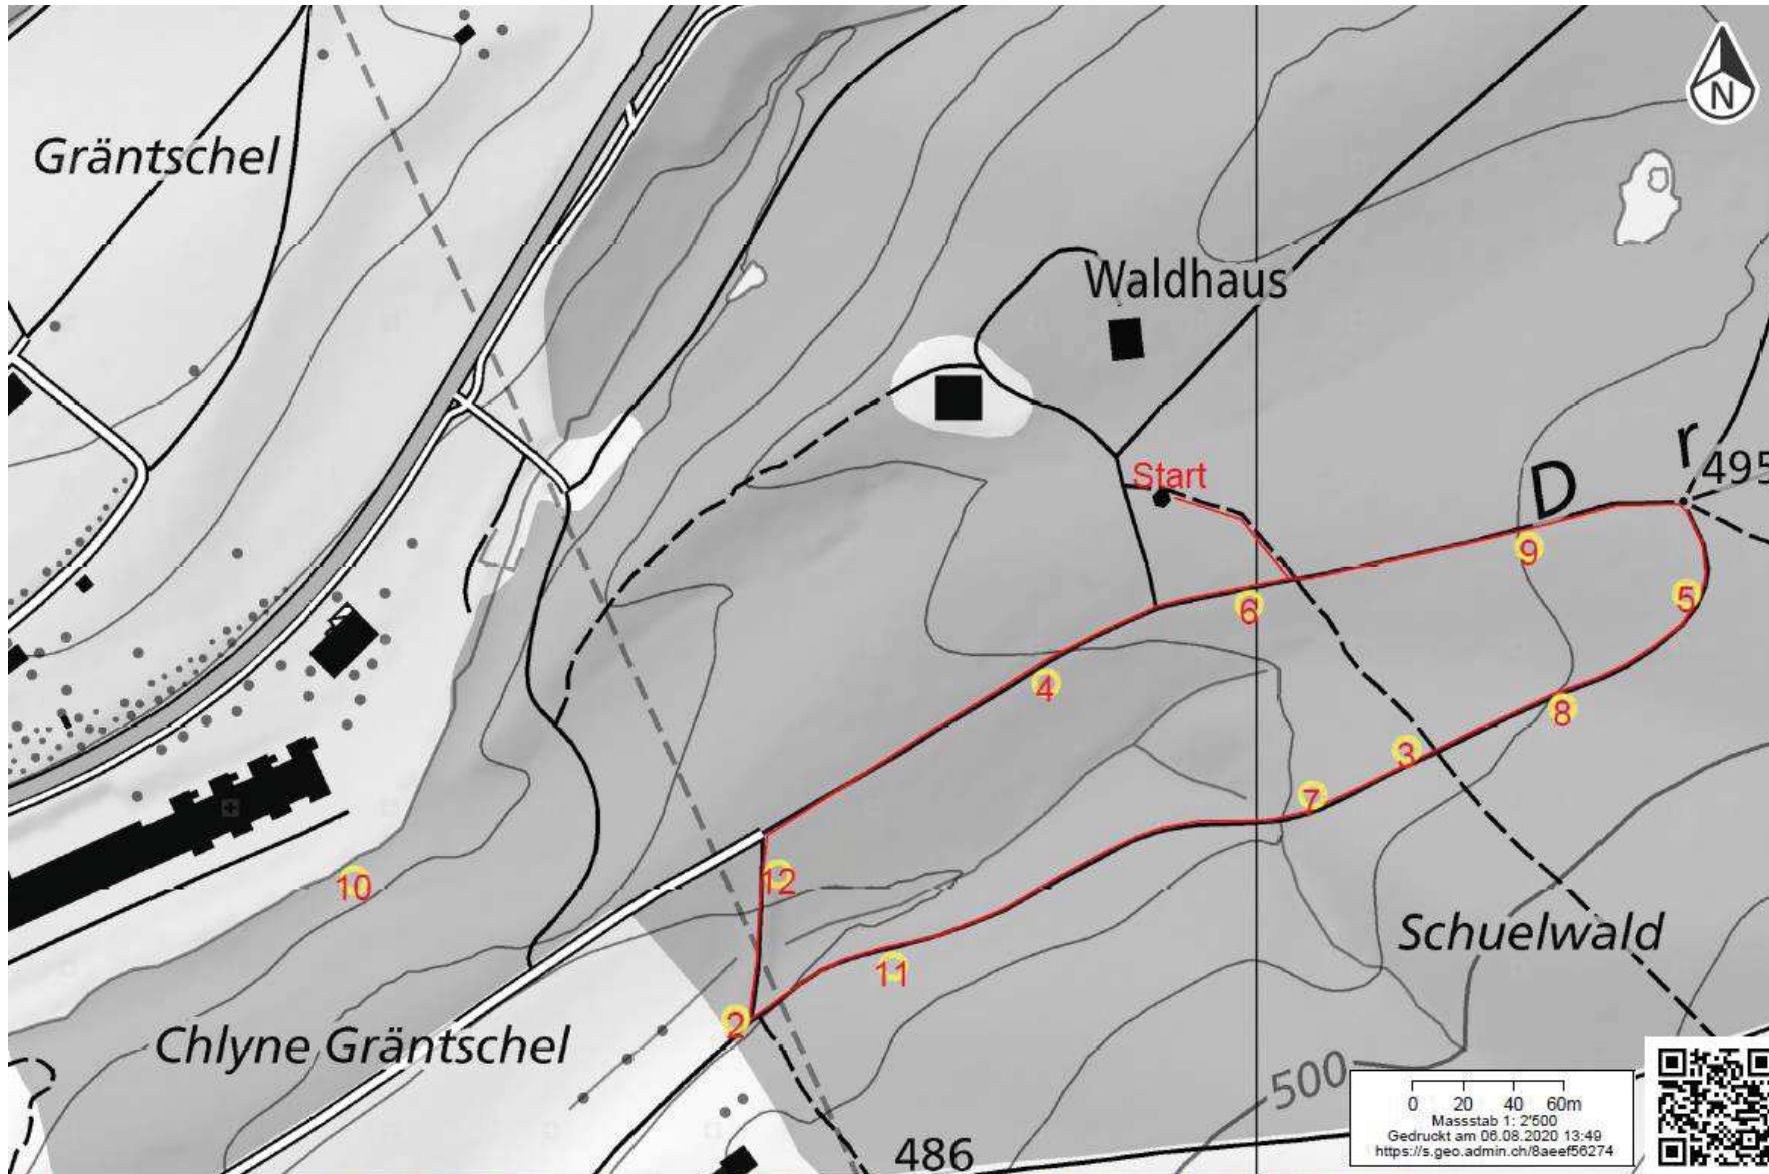 N
Gräntschel
Waldhaus
Start
D
r
495
9
6
5
4
8
3
7
12
10
Schuelwald
11
2
Chlyne Gräntschel
500
486
0 20 40 60m
Massstab 1: 2'500
Gedruckt am 06.08.2020 13:49
https://s.geo.admin.ch/8aeef56274